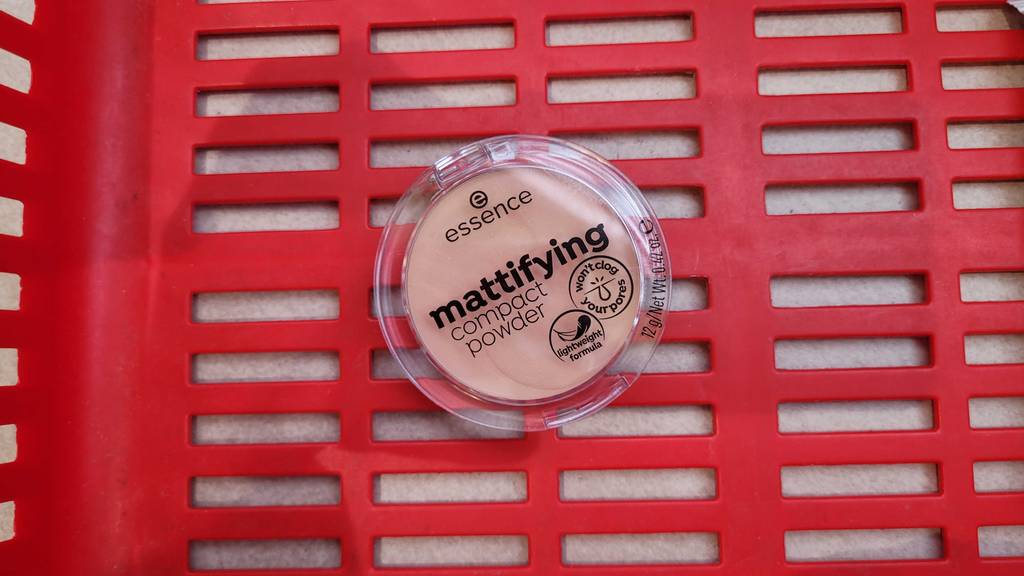 essence
mattifying
compact
powder
won't clog
your pores
lightweight
formula
12 g/Net Wt. 0.42 oz. ℮